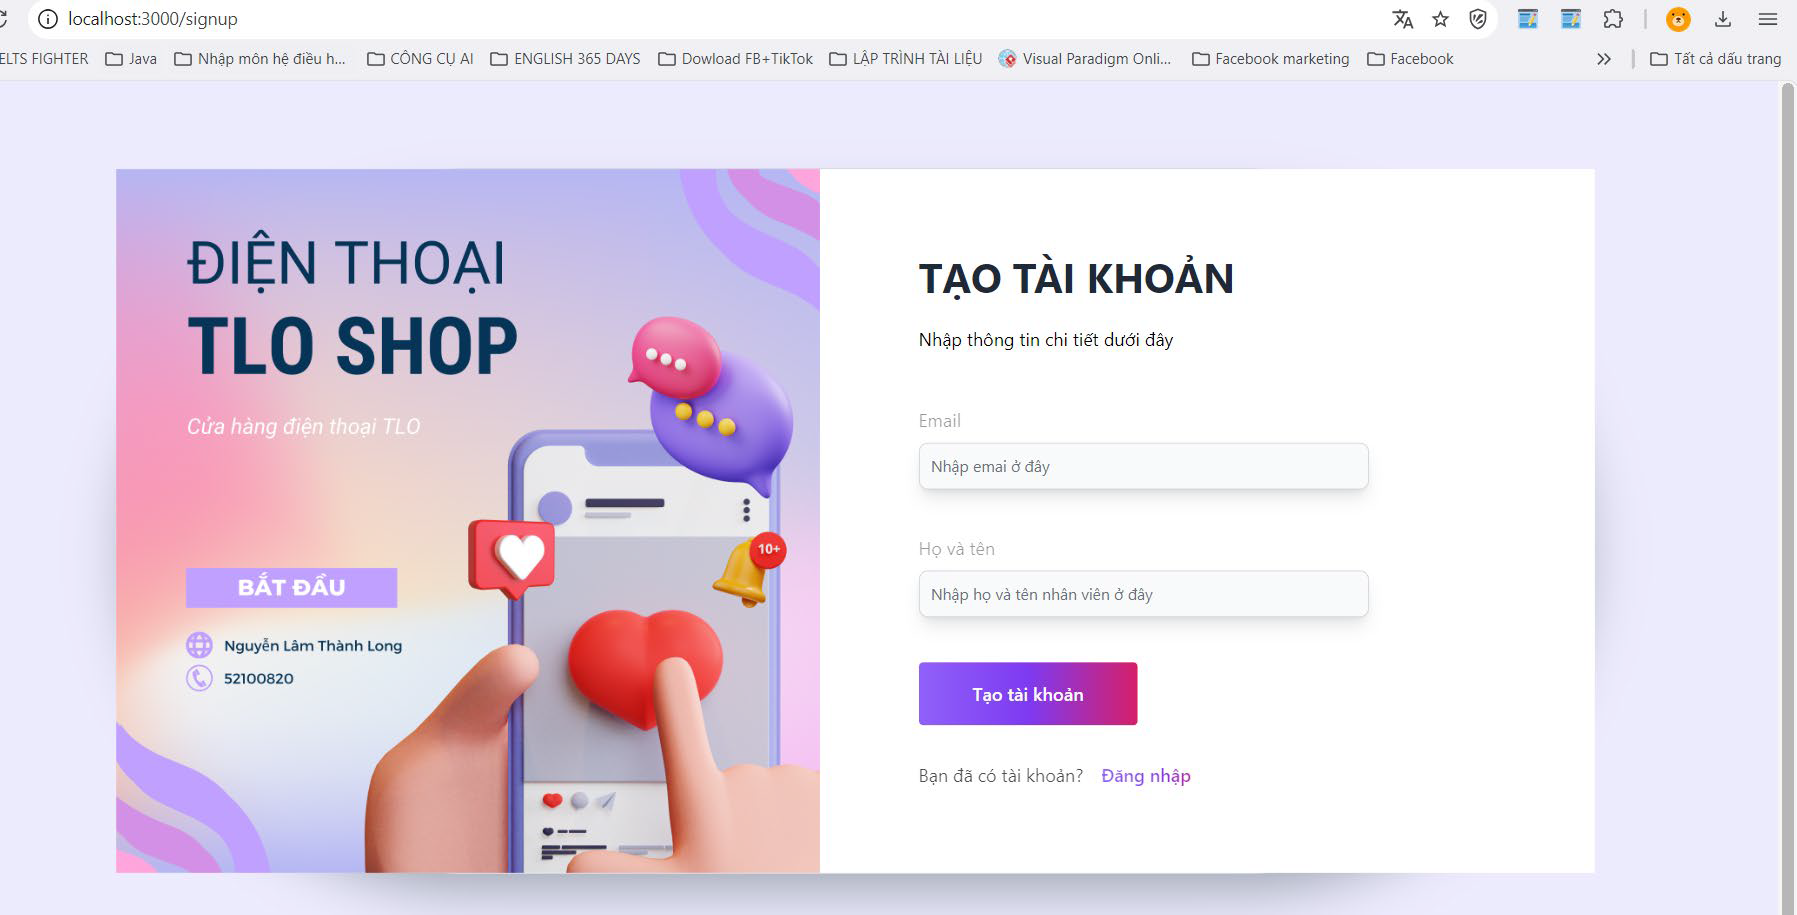 localhost:3000/signup
ELTS FIGHTER Java Nhập môn hệ điều h... CÔNG CỤ AI ENGLISH 365 DAYS Dowload FB+TikTok LẬP TRÌNH TÀI LIỆU Visual Paradigm Onli... Facebook marketing Facebook Tất cả dấu trang
ĐIỆN THOẠI
TLO SHOP
Cửa hàng điện thoại TLO
10+
BẮT ĐẦU
Nguyễn Lâm Thành Long
52100820
TẠO TÀI KHOẢN
Nhập thông tin chi tiết dưới đây
Email
Nhập emai ở đây
Họ và tên
Nhập họ và tên nhân viên ở đây
Tạo tài khoản
Bạn đã có tài khoản? Đăng nhập